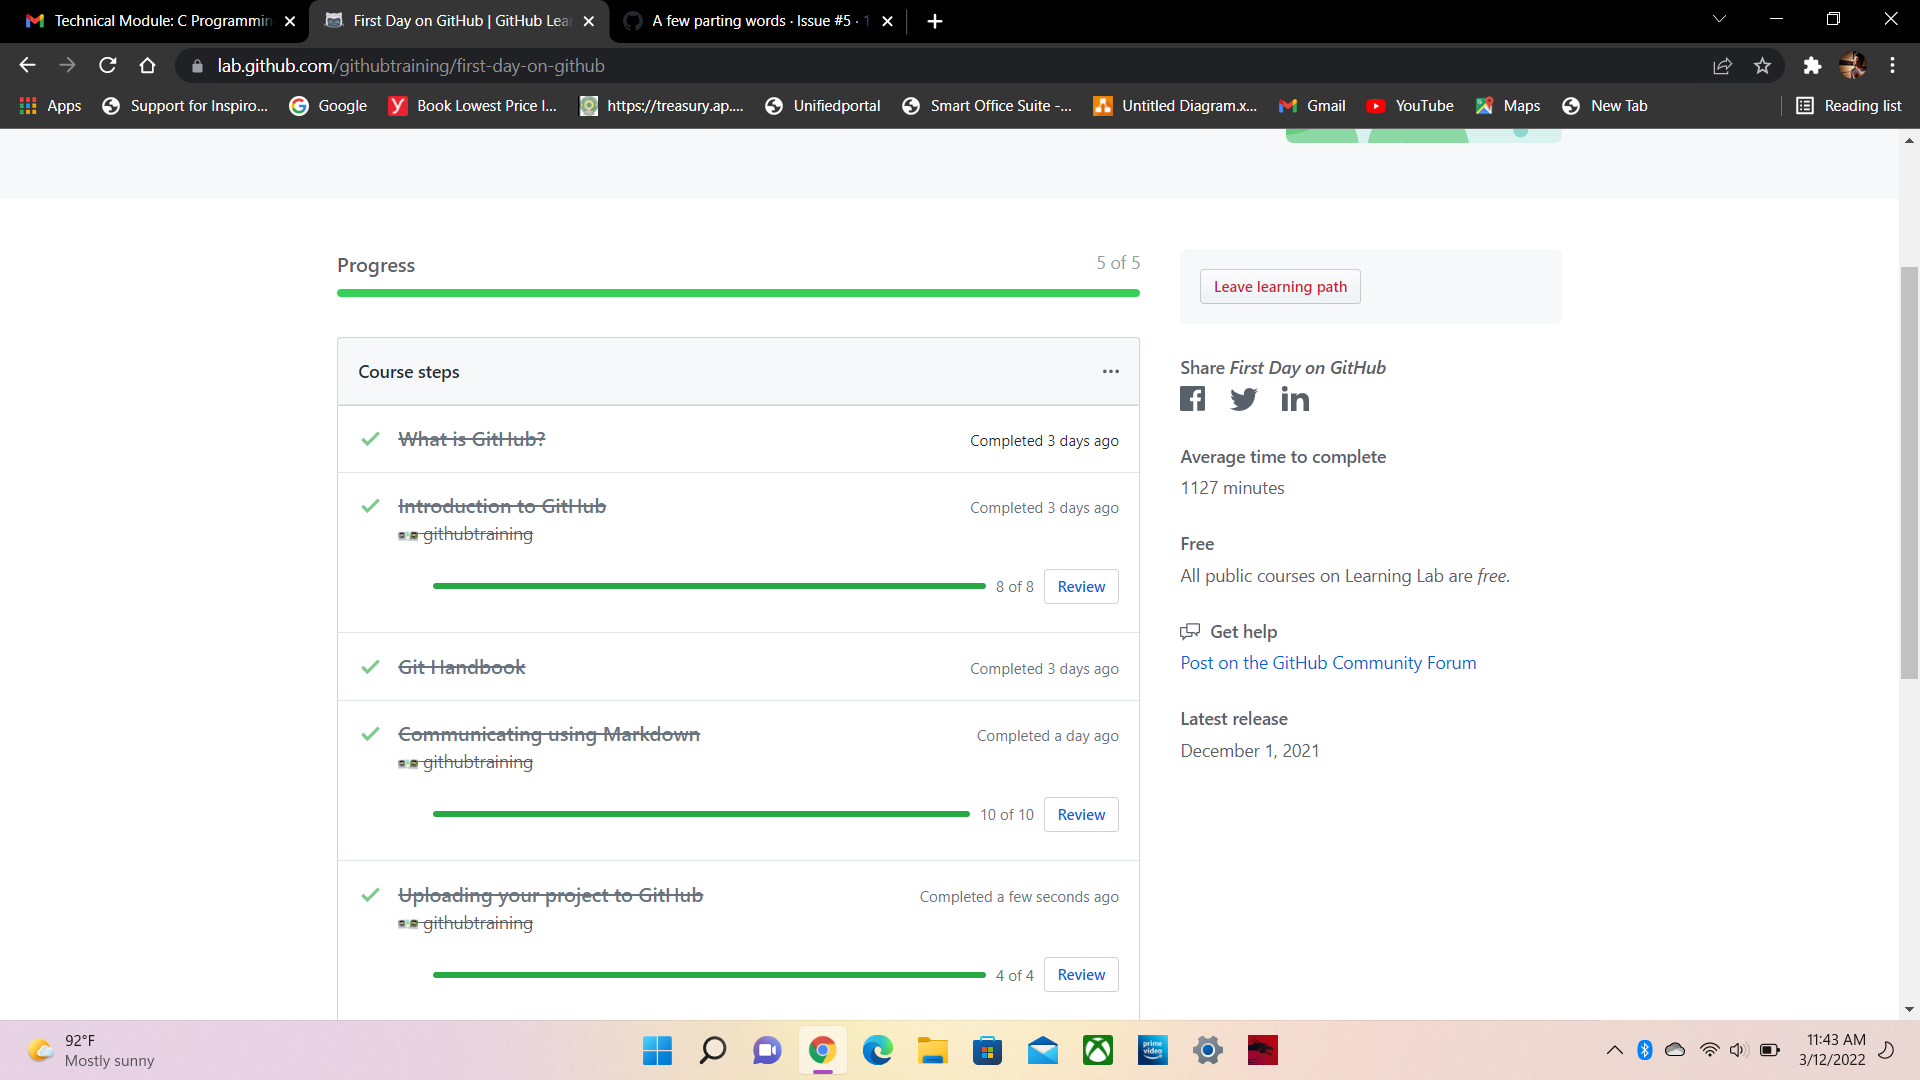 Technical Module: C Programmin
First Day on GitHub | GitHub Lea
A few parting words · Issue #5 · 1
lab.github.com/githubtraining/first-day-on-github
Apps
Support for Inspiro...
Google
Book Lowest Price I...
https://treasury.ap....
Unifiedportal
Smart Office Suite -...
Untitled Diagram.x...
Gmail
YouTube
Maps
New Tab
Reading list
Progress
5 of 5
Course steps
What is GitHub?
Completed 3 days ago
Introduction to GitHub
Completed 3 days ago
githubtraining
8 of 8
Review
Git Handbook
Completed 3 days ago
Communicating using Markdown
Completed a day ago
githubtraining
10 of 10
Review
Uploading your project to GitHub
Completed a few seconds ago
githubtraining
4 of 4
Review
Leave learning path
Share First Day on GitHub
Average time to complete
1127 minutes
Free
All public courses on Learning Lab are free.
Get help
Post on the GitHub Community Forum
Latest release
December 1, 2021
92°F
Mostly sunny
prime
video
11:43 AM
3/12/2022